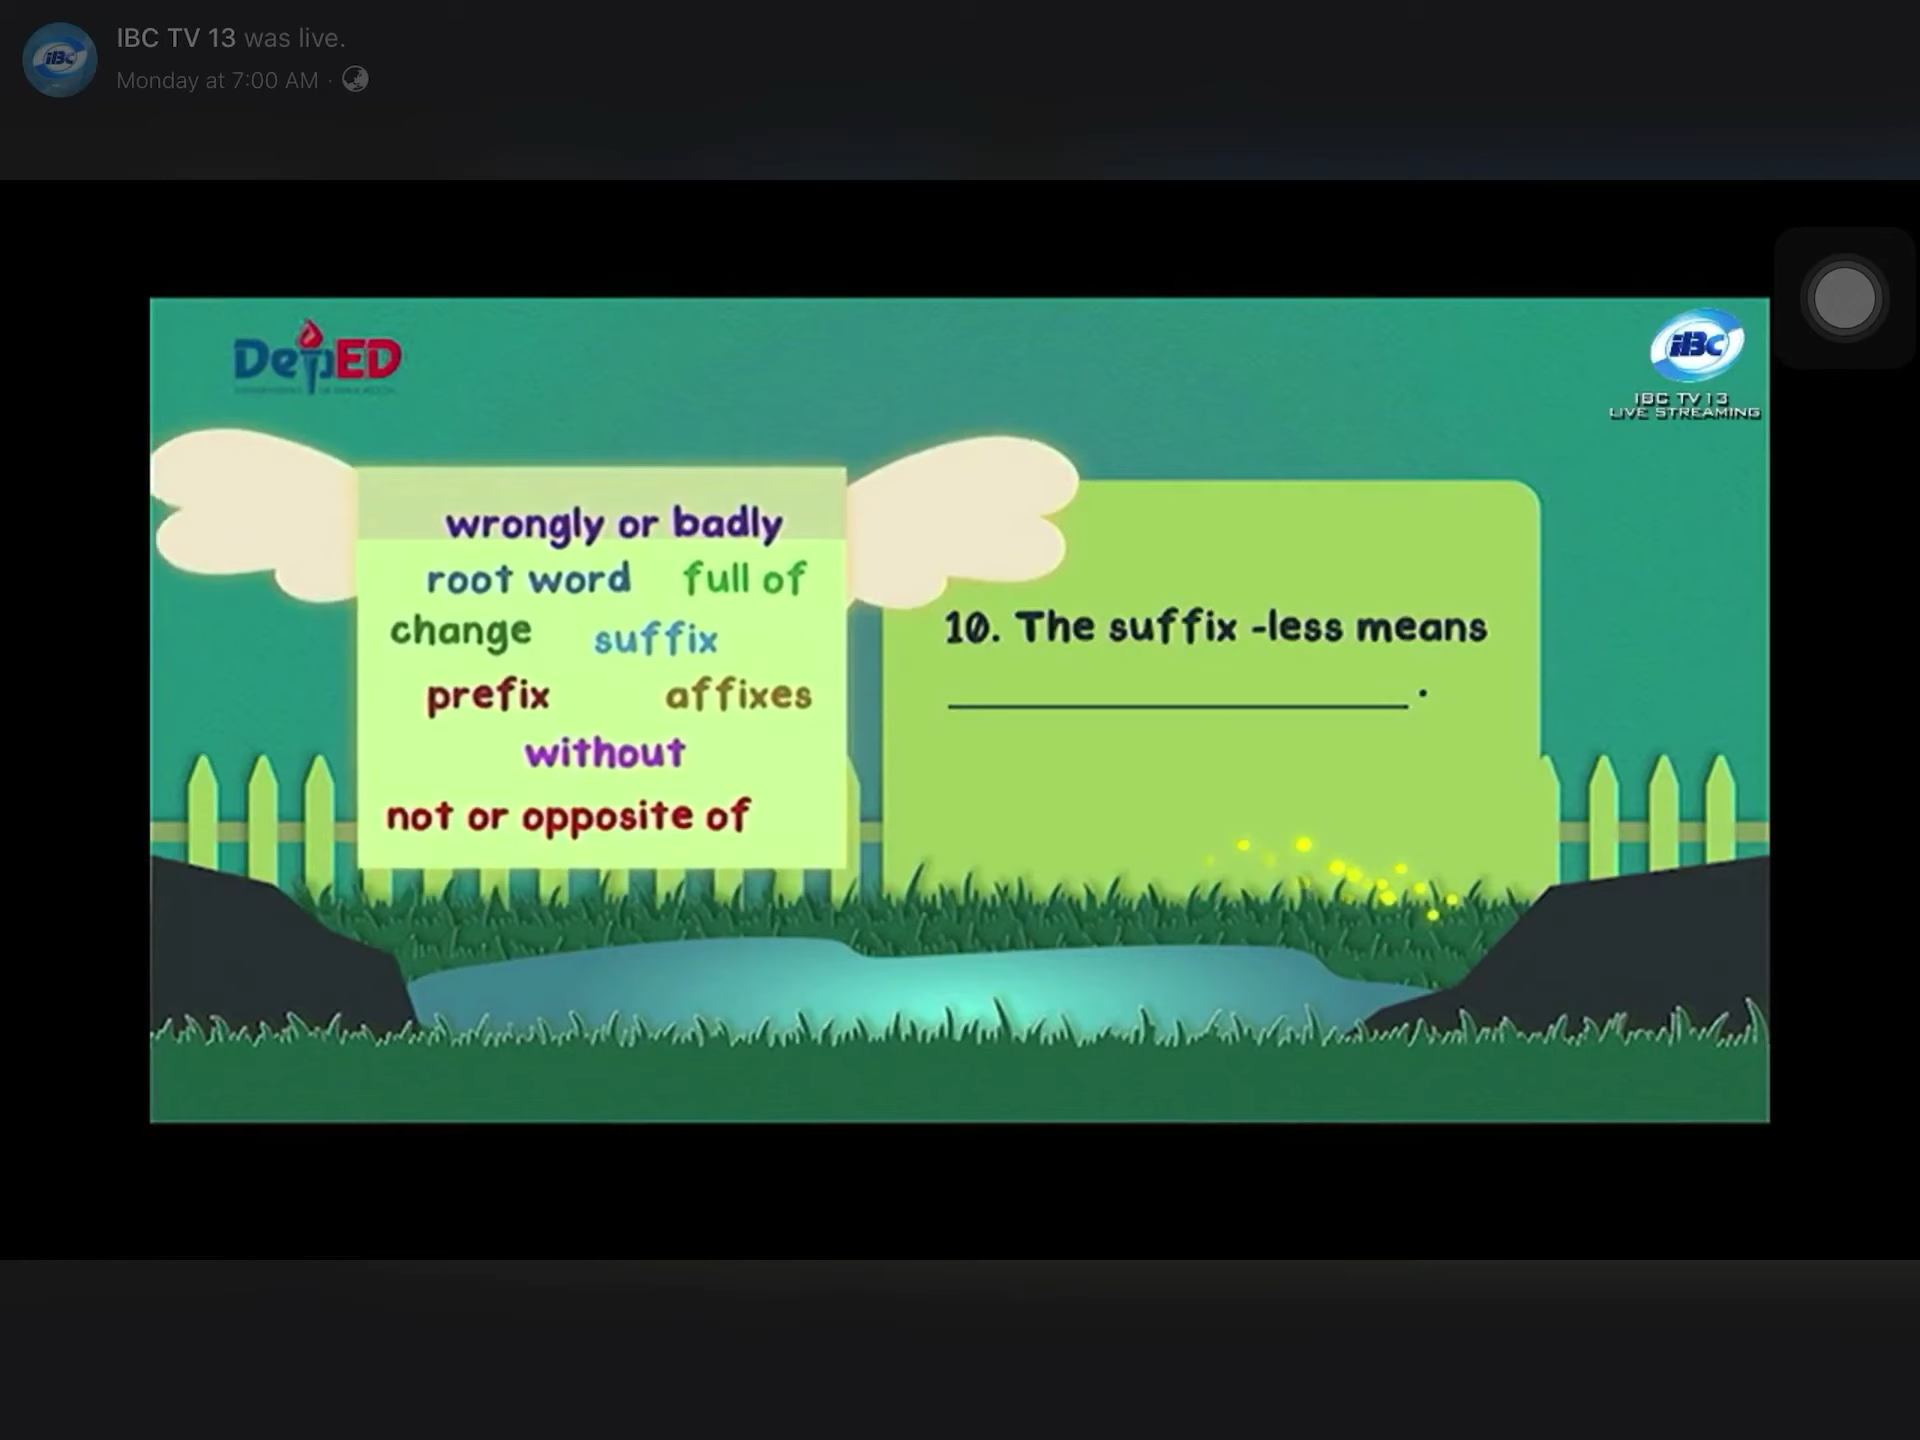 IBC TV 13 was live.
Monday at 7:00 AM ·
DepED
iBC
IBC TV 13
LIVE STREAMING
wrongly or badly
root word full of
change suffix
prefix affixes
without
not or opposite of
10. The suffix -less means
____________________.